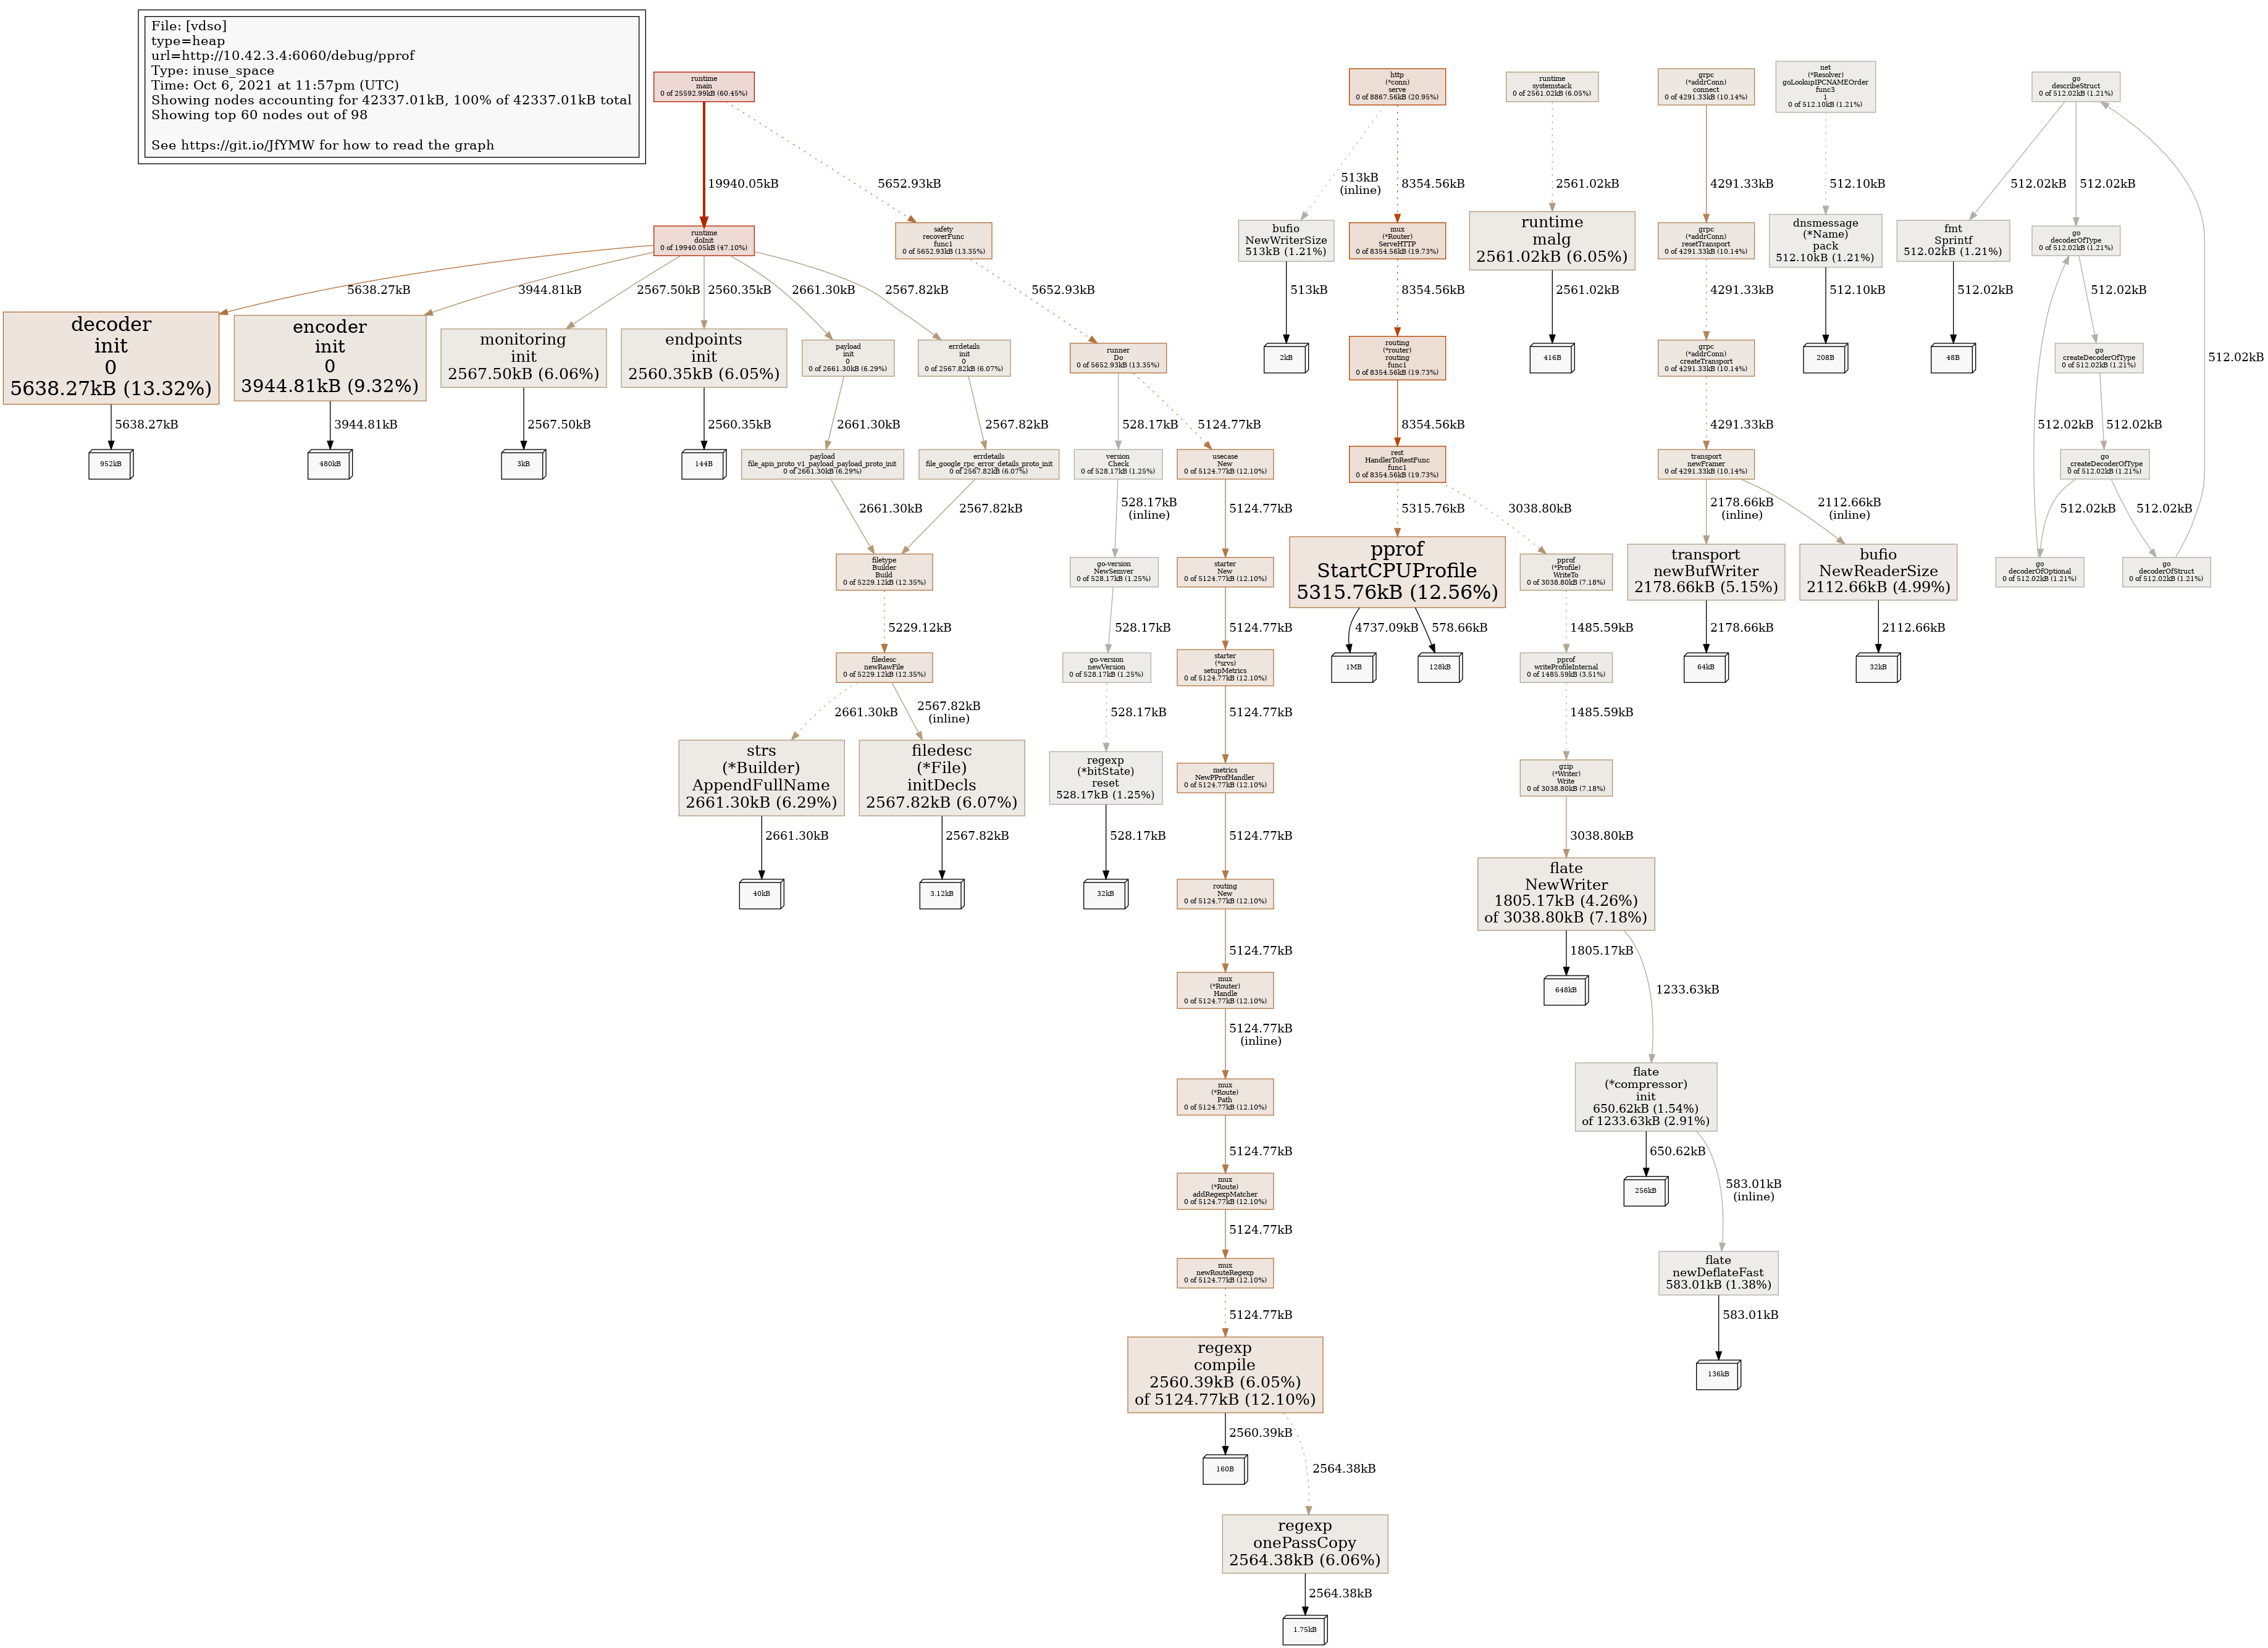 File: [vdso]
type=heap
url=http://10.42.3.4:6060/debug/pprof
Type: inuse_space
Time: Oct 6, 2021 at 11:57pm (UTC)
Showing nodes accounting for 42337.01kB, 100% of 42337.01kB total
Showing top 60 nodes out of 98
See https://git.io/JfYMW for how to read the graph
runtime
main
0 of 25592.99kB (60.45%)
http
(*conn)
serve
0 of 8867.56kB (20.95%)
runtime
systemstack
0 of 2561.02kB (6.05%)
grpc
(*addrConn)
connect
0 of 4291.33kB (10.14%)
net
(*Resolver)
goLookupIPCNAMEOrder
func3
1
0 of 512.10kB (1.21%)
go
describeStruct
0 of 512.02kB (1.21%)
19940.05kB
5652.93kB
513kB
(inline)
8354.56kB
2561.02kB
4291.33kB
512.10kB
512.02kB
512.02kB
runtime
doInit
0 of 19940.05kB (47.10%)
safety
recoverFunc
func1
0 of 5652.93kB (13.35%)
bufio
NewWriterSize
513kB (1.21%)
mux
(*Router)
ServeHTTP
0 of 8354.56kB (19.73%)
runtime
malg
2561.02kB (6.05%)
grpc
(*addrConn)
resetTransport
0 of 4291.33kB (10.14%)
dnsmessage
(*Name)
pack
512.10kB (1.21%)
fmt
Sprintf
512.02kB (1.21%)
go
decoderOfType
0 of 512.02kB (1.21%)
5638.27kB
3944.81kB
2567.50kB
2560.35kB
2661.30kB
2567.82kB
5652.93kB
513kB
8354.56kB
2561.02kB
4291.33kB
512.10kB
512.02kB
512.02kB
decoder
init
0
5638.27kB (13.32%)
encoder
init
0
3944.81kB (9.32%)
monitoring
init
2567.50kB (6.06%)
endpoints
init
2560.35kB (6.05%)
payload
init
0
0 of 2661.30kB (6.29%)
errdetails
init
0
0 of 2567.82kB (6.07%)
runner
Do
0 of 5652.93kB (13.35%)
2kB
routing
(*router)
routing
func1
0 of 8354.56kB (19.73%)
416B
grpc
(*addrConn)
createTransport
0 of 4291.33kB (10.14%)
208B
48B
go
createDecoderOfType
0 of 512.02kB (1.21%)
512.02kB
5638.27kB
3944.81kB
2567.50kB
2560.35kB
2661.30kB
2567.82kB
528.17kB
5124.77kB
8354.56kB
4291.33kB
512.02kB
512.02kB
952kB
480kB
3kB
144B
payload
file_apis_proto_v1_payload_payload_proto_init
0 of 2661.30kB (6.29%)
errdetails
file_google_rpc_error_details_proto_init
0 of 2567.82kB (6.07%)
version
Check
0 of 528.17kB (1.25%)
usecase
New
0 of 5124.77kB (12.10%)
rest
HandlerToRestFunc
func1
0 of 8354.56kB (19.73%)
transport
newFramer
0 of 4291.33kB (10.14%)
go
_createDecoderOfType
0 of 512.02kB (1.21%)
2661.30kB
2567.82kB
528.17kB
(inline)
5124.77kB
5315.76kB
3038.80kB
2178.66kB
(inline)
2112.66kB
(inline)
512.02kB
512.02kB
filetype
Builder
Build
0 of 5229.12kB (12.35%)
go-version
NewSemver
0 of 528.17kB (1.25%)
starter
New
0 of 5124.77kB (12.10%)
pprof
StartCPUProfile
5315.76kB (12.56%)
pprof
(*Profile)
WriteTo
0 of 3038.80kB (7.18%)
transport
newBufWriter
2178.66kB (5.15%)
bufio
NewReaderSize
2112.66kB (4.99%)
go
decoderOfOptional
0 of 512.02kB (1.21%)
go
decoderOfStruct
0 of 512.02kB (1.21%)
5229.12kB
528.17kB
5124.77kB
4737.09kB
578.66kB
1485.59kB
2178.66kB
2112.66kB
filedesc
newRawFile
0 of 5229.12kB (12.35%)
go-version
newVersion
0 of 528.17kB (1.25%)
starter
(*srvs)
setupMetrics
0 of 5124.77kB (12.10%)
1MB
128kB
pprof
writeProfileInternal
0 of 1485.59kB (3.51%)
64kB
32kB
2661.30kB
2567.82kB
(inline)
528.17kB
5124.77kB
1485.59kB
strs
(*Builder)
AppendFullName
2661.30kB (6.29%)
filedesc
(*File)
initDecls
2567.82kB (6.07%)
regexp
(*bitState)
reset
528.17kB (1.25%)
metrics
NewPProfHandler
0 of 5124.77kB (12.10%)
gzip
(*Writer)
Write
0 of 3038.80kB (7.18%)
2661.30kB
2567.82kB
528.17kB
5124.77kB
3038.80kB
40kB
3.12kB
32kB
routing
New
0 of 5124.77kB (12.10%)
flate
NewWriter
1805.17kB (4.26%)
of 3038.80kB (7.18%)
5124.77kB
1805.17kB
1233.63kB
mux
(*Router)
Handle
0 of 5124.77kB (12.10%)
648kB
5124.77kB
(inline)
mux
(*Route)
Path
0 of 5124.77kB (12.10%)
flate
(*compressor)
init
650.62kB (1.54%)
of 1233.63kB (2.91%)
5124.77kB
650.62kB
583.01kB
(inline)
mux
(*Route)
addRegexpMatcher
0 of 5124.77kB (12.10%)
256kB
5124.77kB
mux
newRouteRegexp
0 of 5124.77kB (12.10%)
flate
newDeflateFast
583.01kB (1.38%)
5124.77kB
583.01kB
regexp
compile
2560.39kB (6.05%)
of 5124.77kB (12.10%)
136kB
2560.39kB
2564.38kB
160B
regexp
onePassCopy
2564.38kB (6.06%)
2564.38kB
1.75kB